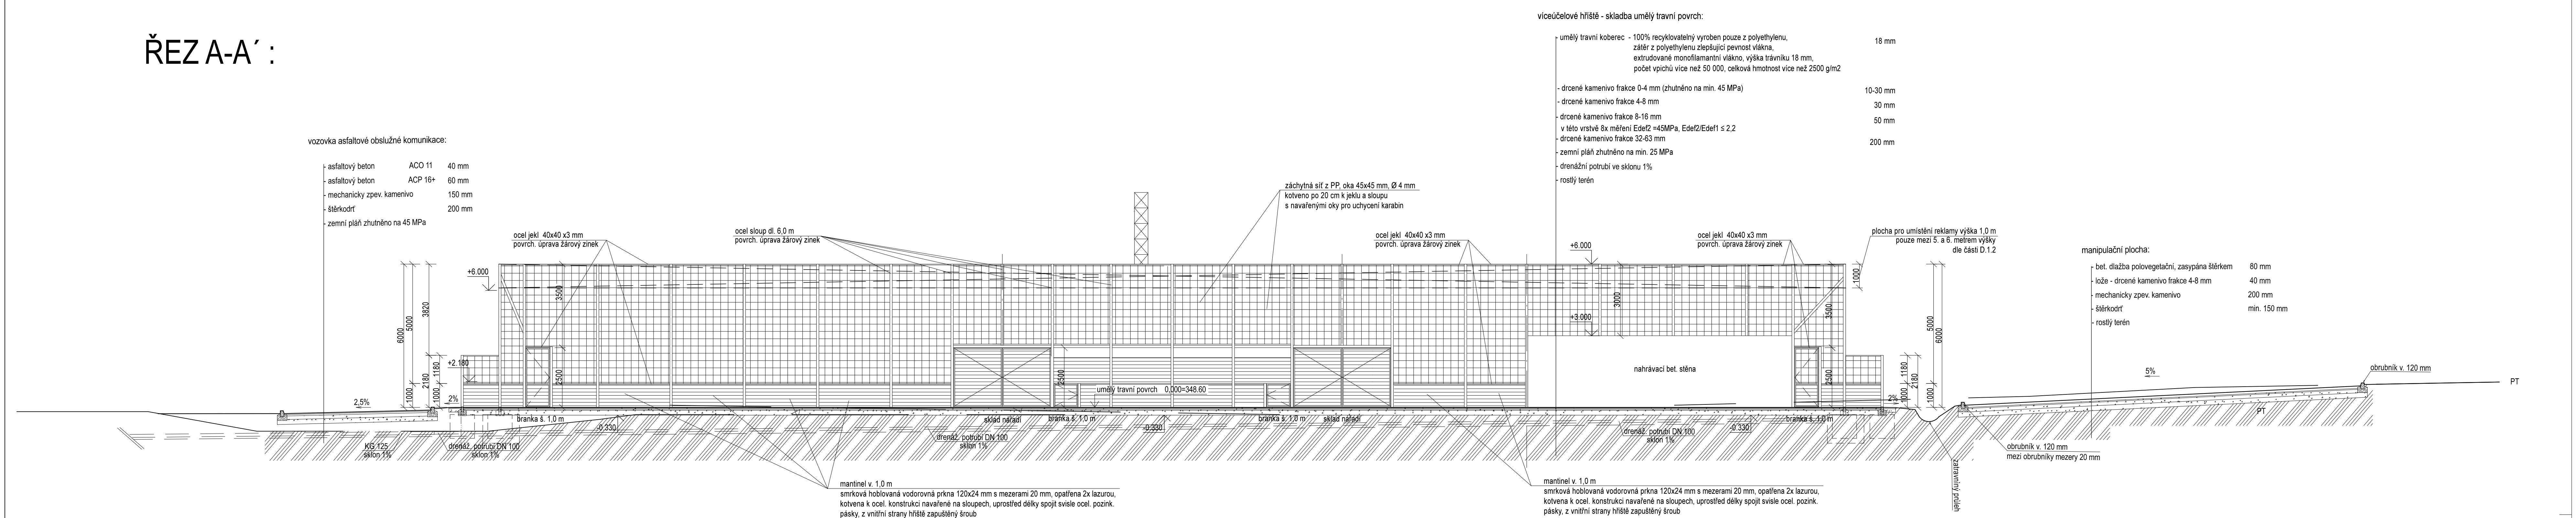 ŘEZ A-A´ :
víceúčelové hřiště - skladba umělý travní povrch:
umělý travní koberec - 100% recyklovatelný vyroben pouze z polyethylenu, 18 mm
zátěr z polyethylenu zlepšující pevnost vlákna,
extrudované monofilamantní vlákno, výška trávníku 18 mm,
počet vpichů více než 50 000, celková hmotnost více než 2500 g/m2
- drcené kamenivo frakce 0-4 mm (zhutněno na min. 45 MPa) 10-30 mm
- drcené kamenivo frakce 4-8 mm 30 mm
- drcené kamenivo frakce 8-16 mm 50 mm
v této vrstvě 8x měření Edef2 =45MPa, Edef2/Edef1 ≤ 2,2
- drcené kamenivo frakce 32-63 mm 200 mm
- zemní pláň zhutněno na min. 25 MPa
- drenážní potrubí ve sklonu 1%
- rostlý terén
vozovka asfaltové obslužné komunikace:
- asfaltový beton ACO 11 40 mm
- asfaltový beton ACP 16+ 60 mm
- mechanicky zpev. kamenivo 150 mm
- štěrkodrť 200 mm
- zemní pláň zhutněno na 45 MPa
záchytná síť z PP, oka 45x45 mm, Ø 4 mm
kotveno po 20 cm k jeklu a sloupu
s navařenými oky pro uchycení karabin
ocel jekl 40x40 x3 mm
povrch. úprava žárový zinek
ocel sloup dl. 6,0 m
povrch. úprava žárový zinek
ocel jekl 40x40 x3 mm
povrch. úprava žárový zinek
ocel jekl 40x40 x3 mm
povrch. úprava žárový zinek
plocha pro umístění reklamy výška 1,0 m
pouze mezi 5. a 6. metrem výšky
dle části D.1.2
manipulační plocha:
- bet. dlažba polovegetační, zasypána štěrkem 80 mm
- lože - drcené kamenivo frakce 4-8 mm 40 mm
- mechanicky zpev. kamenivo 200 mm
- štěrkodrť min. 150 mm
- rostlý terén
+6.000
+6.000
+3.000
+2.180
6000
5000
3820
2180
1180
1000
1000
3500
2500
2500
3000
3500
2500
1000
5000
6000
1180
2180
1000
1000
nahrávací bet. stěna
umělý travní povrch 0,000=348.60
2,5%
2%
2%
5%
obrubník v. 120 mm
PT
PT
branka š. 1,0 m
-0.330
sklad nářadí
branka š. 1,0 m
-0.330
branka š. 1,0 m
sklad nářadí
-0.330
branka š. 1,0 m
KG 125
sklon 1%
drenáž. potrubí DN 100
sklon 1%
drenáž. potrubí DN 100
sklon 1%
drenáž. potrubí DN 100
sklon 1%
obrubník v. 120 mm
mezi obrubníky mezery 20 mm
zatravněný průleh
mantinel v. 1,0 m
smrková hoblovaná vodorovná prkna 120x24 mm s mezerami 20 mm, opatřena 2x lazurou,
kotvena k ocel. konstrukci navařené na sloupech, uprostřed délky spojit svisle ocel. pozink.
pásky, z vnitřní strany hřiště zapuštěný šroub
mantinel v. 1,0 m
smrková hoblovaná vodorovná prkna 120x24 mm s mezerami 20 mm, opatřena 2x lazurou,
kotvena k ocel. konstrukci navařené na sloupech, uprostřed délky spojit svisle ocel. pozink.
pásky, z vnitřní strany hřiště zapuštěný šroub